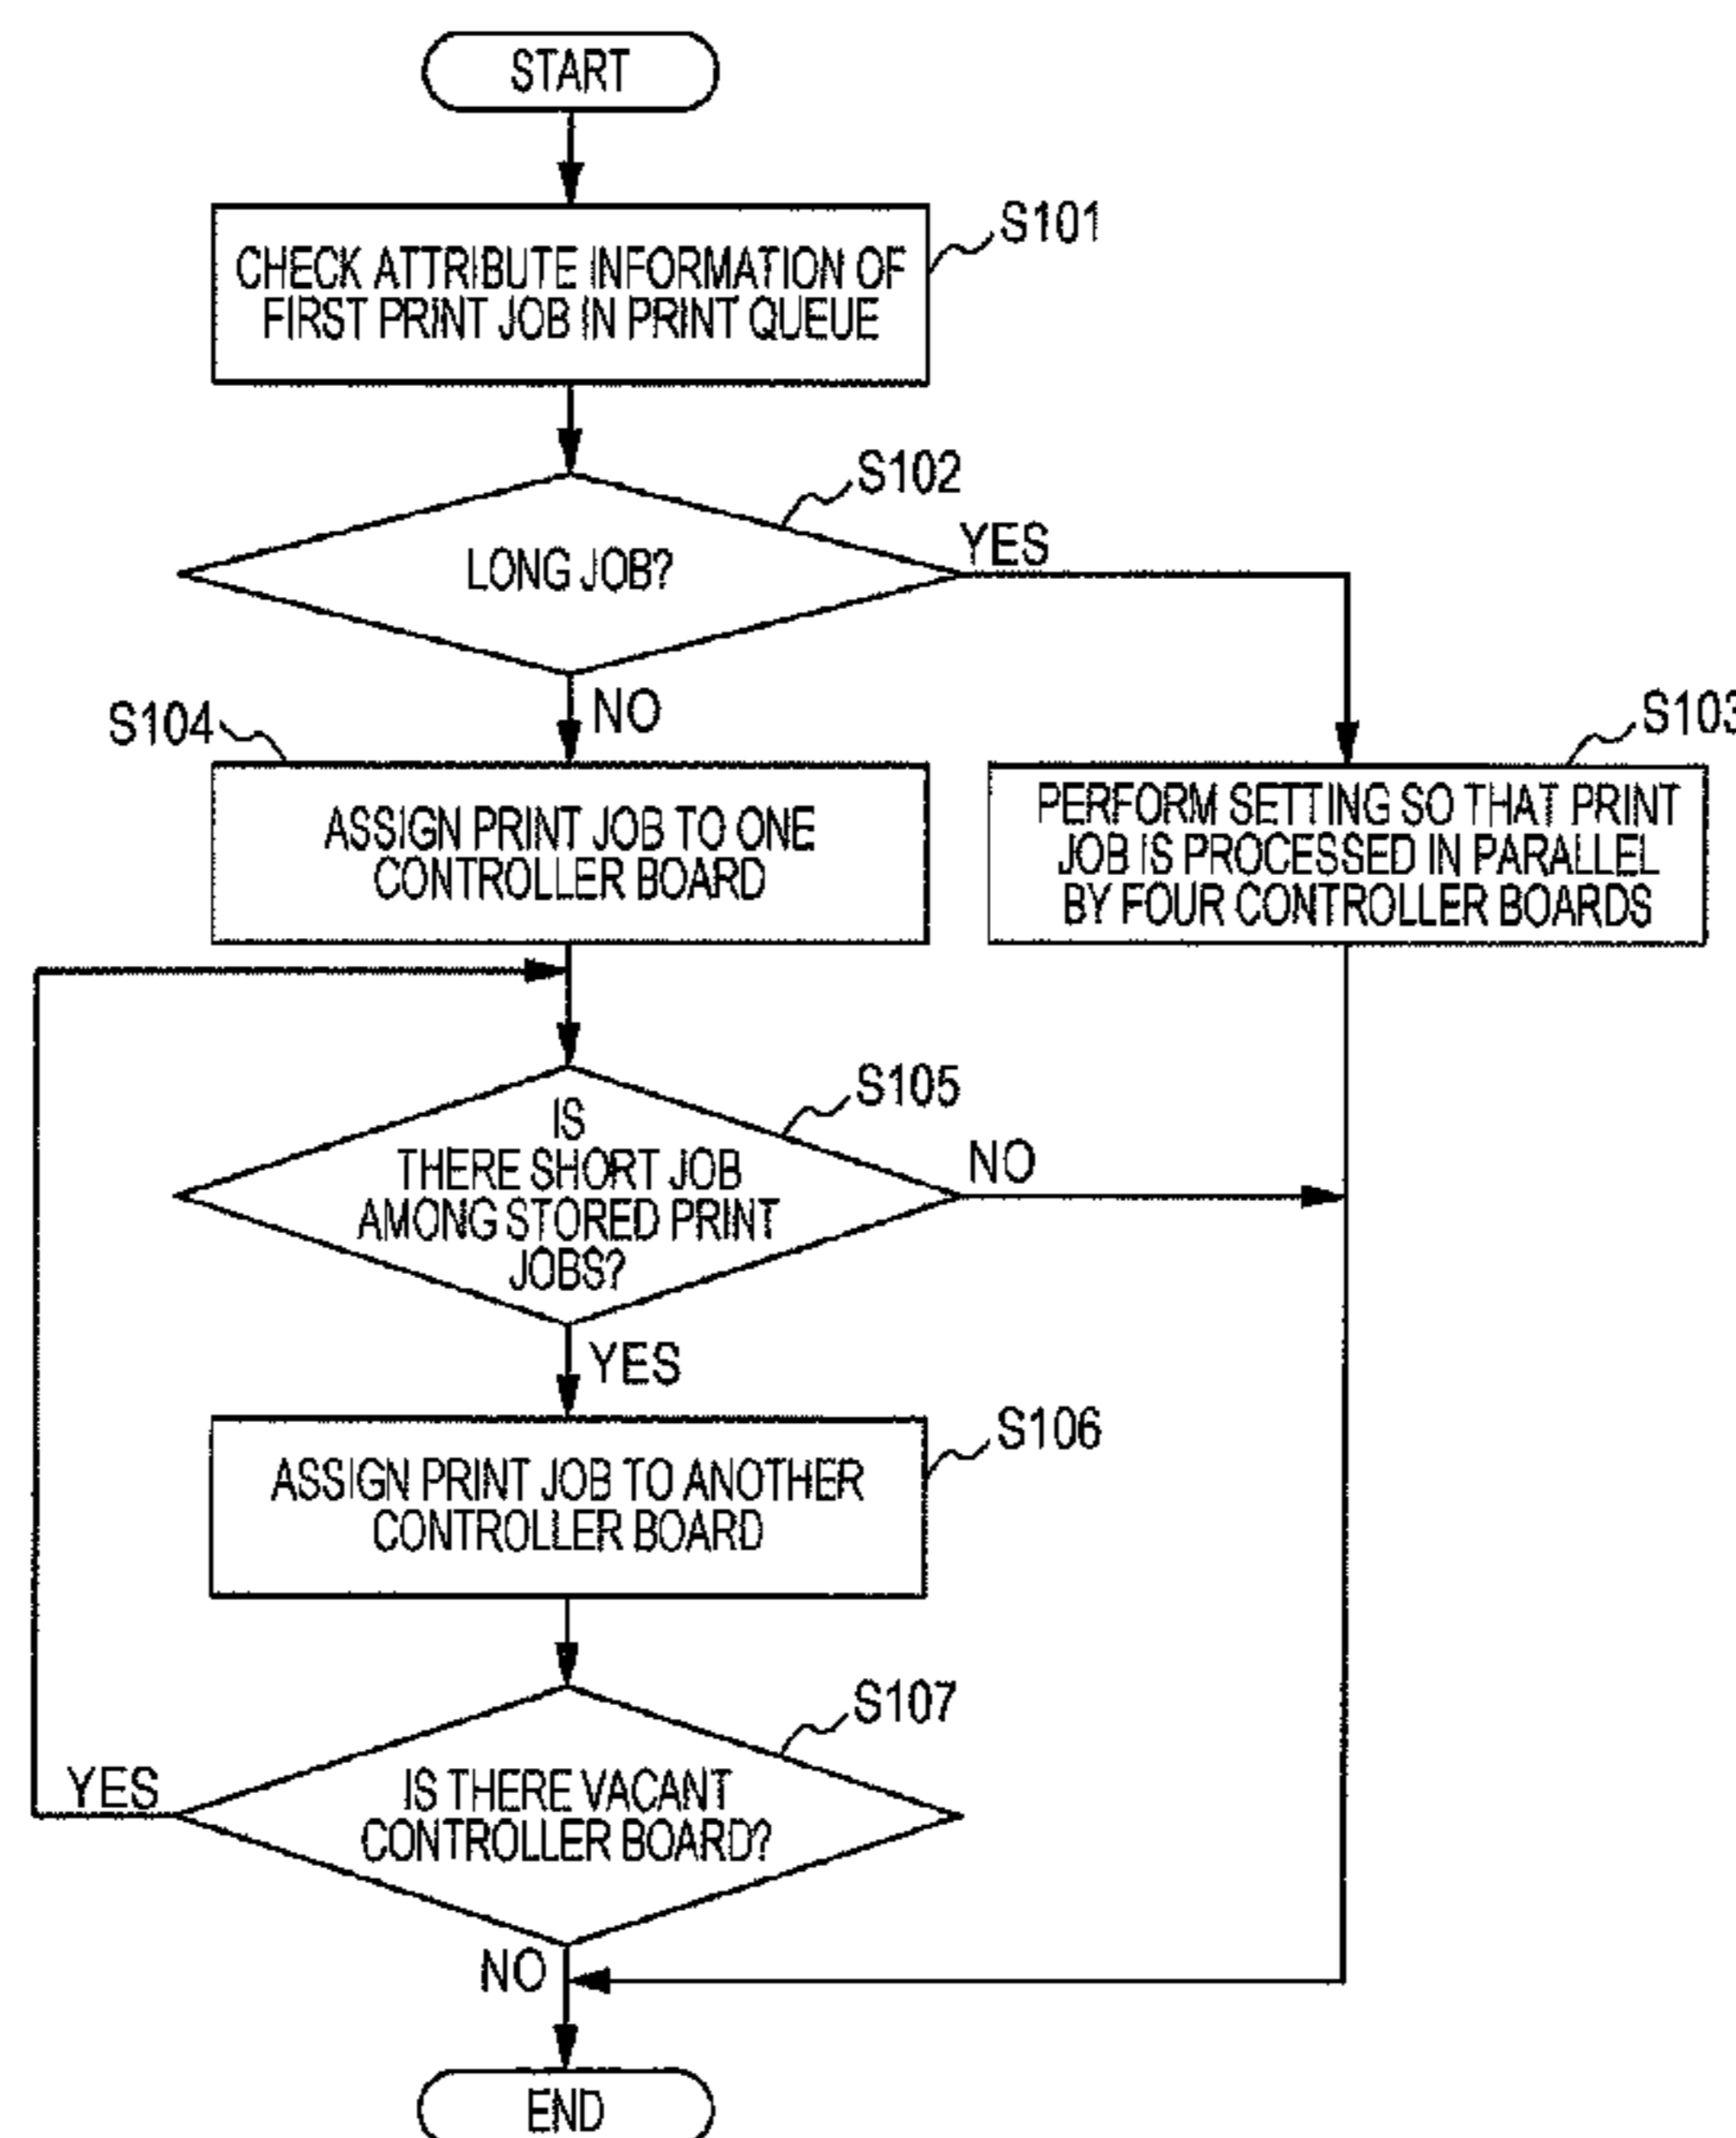 START
S101
CHECK ATTRIBUTE INFORMATION OF
FIRST PRINT JOB IN PRINT QUEUE
S102
LONG JOB?
YES
NO
S104
S103
ASSIGN PRINT JOB TO ONE
CONTROLLER BOARD
PERFORM SETTING SO THAT PRINT
JOB IS PROCESSED IN PARALLEL
BY FOUR CONTROLLER BOARDS
S105
IS
THERE SHORT JOB
AMONG STORED PRINT
JOBS?
NO
YES
S106
ASSIGN PRINT JOB TO ANOTHER
CONTROLLER BOARD
S107
IS THERE VACANT
CONTROLLER BOARD?
YES
NO
END